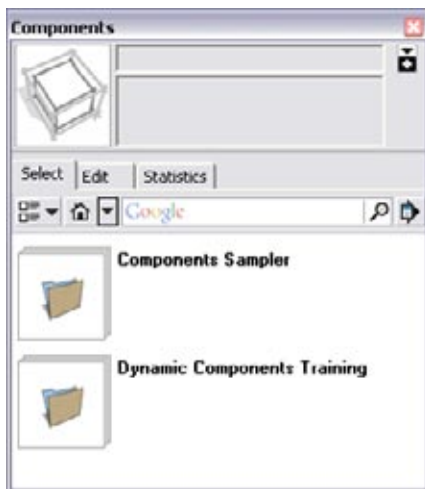 Components
Select Edit Statistics
Google
Components Sampler
Dynamic Components Training